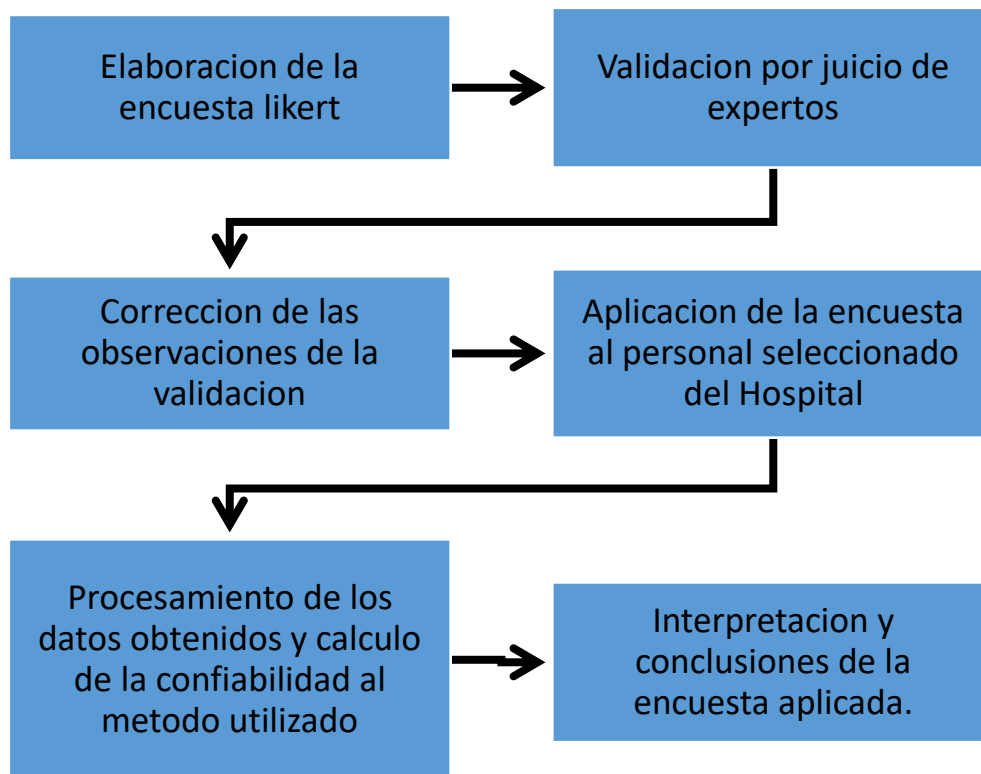 Elaboracion de la
encuesta likert
Validacion por juicio de
expertos
Correccion de las
observaciones de la
validacion
Aplicacion de la encuesta
al personal seleccionado
del Hospital
Procesamiento de los
datos obtenidos y calculo
de la confiabilidad al
metodo utilizado
Interpretacion y
conclusiones de la
encuesta aplicada.